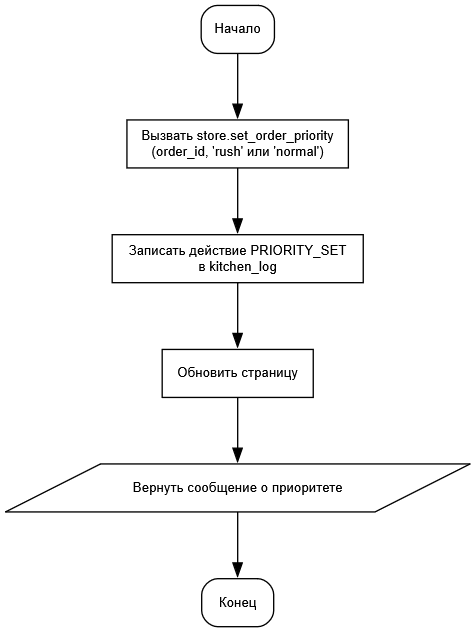 Начало
Вызвать store.set_order_priority
(order_id, 'rush' или 'normal')
Записать действие PRIORITY_SET
в kitchen_log
Обновить страницу
Вернуть сообщение о приоритете
Конец